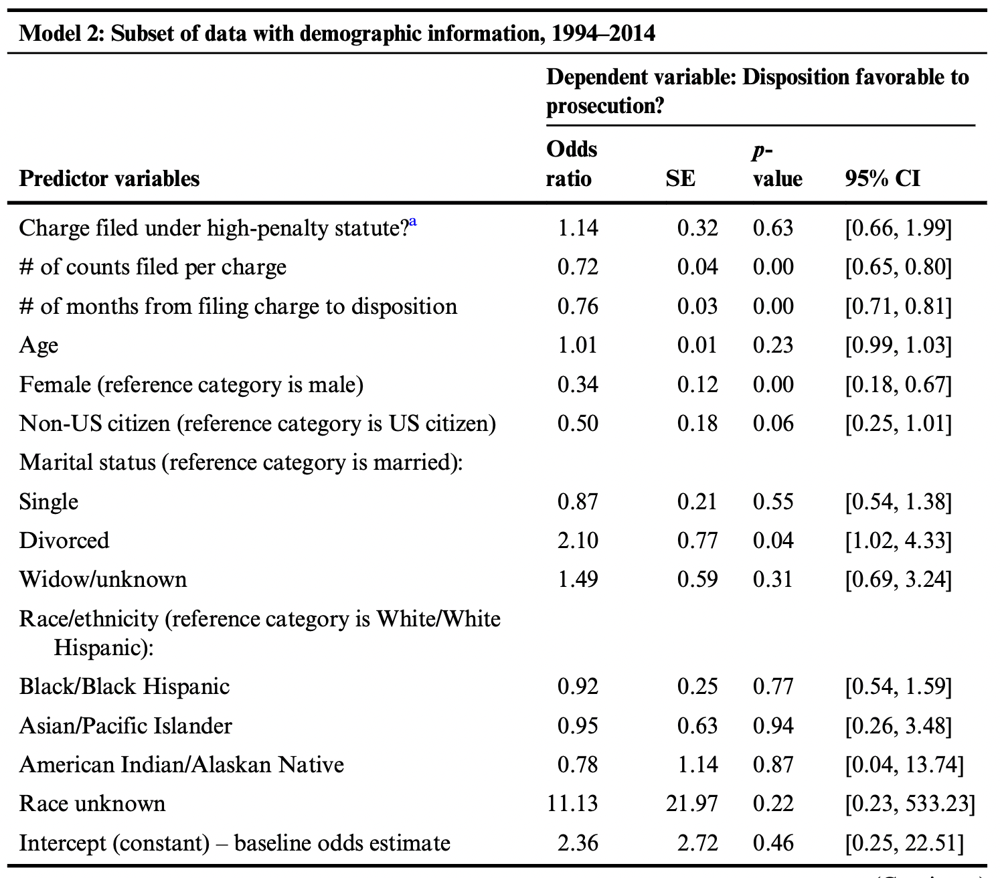 Model 2: Subset of data with demographic information, 1994–2014
Dependent variable: Disposition favorable to
prosecution?
Predictor variables Odds ratio SE p-value 95% CI
Charge filed under high-penalty statute?a 1.14 0.32 0.63 [0.66, 1.99]
# of counts filed per charge 0.72 0.04 0.00 [0.65, 0.80]
# of months from filing charge to disposition 0.76 0.03 0.00 [0.71, 0.81]
Age 1.01 0.01 0.23 [0.99, 1.03]
Female (reference category is male) 0.34 0.12 0.00 [0.18, 0.67]
Non-US citizen (reference category is US citizen) 0.50 0.18 0.06 [0.25, 1.01]
Marital status (reference category is married):
Single 0.87 0.21 0.55 [0.54, 1.38]
Divorced 2.10 0.77 0.04 [1.02, 4.33]
Widow/unknown 1.49 0.59 0.31 [0.69, 3.24]
Race/ethnicity (reference category is White/White
Hispanic):
Black/Black Hispanic 0.92 0.25 0.77 [0.54, 1.59]
Asian/Pacific Islander 0.95 0.63 0.94 [0.26, 3.48]
American Indian/Alaskan Native 0.78 1.14 0.87 [0.04, 13.74]
Race unknown 11.13 21.97 0.22 [0.23, 533.23]
Intercept (constant) – baseline odds estimate 2.36 2.72 0.46 [0.25, 22.51]